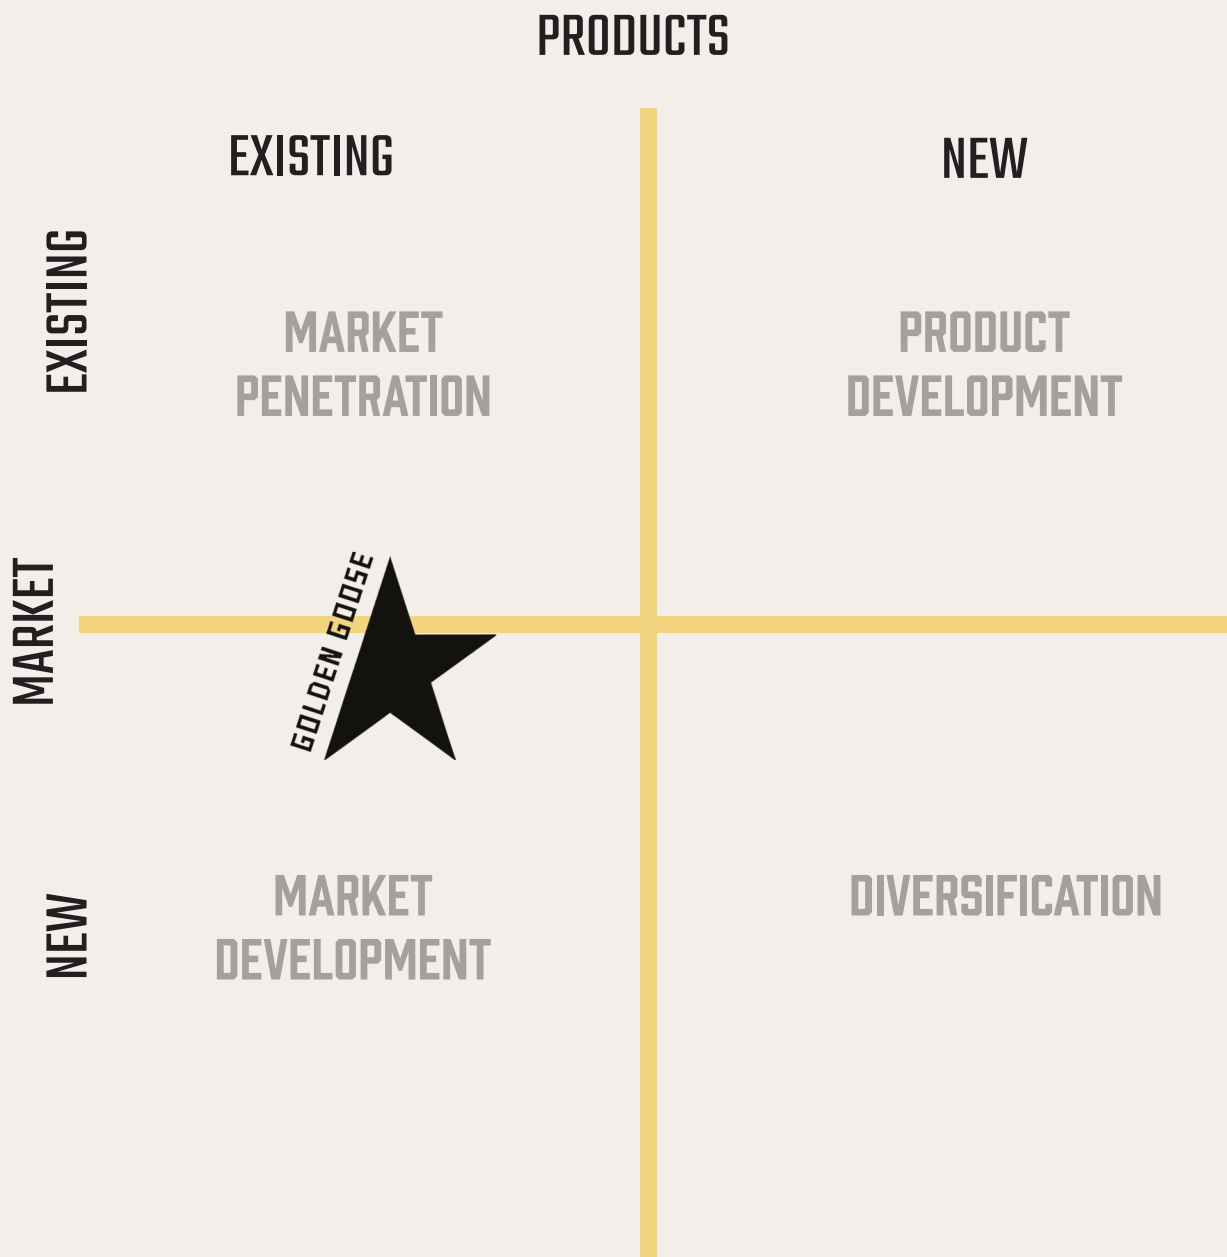 PRODUCTS
EXISTING
NEW
EXISTING
MARKET
PENETRATION
PRODUCT
DEVELOPMENT
MARKET
GOLDEN GOOSE
NEW
MARKET
DEVELOPMENT
DIVERSIFICATION